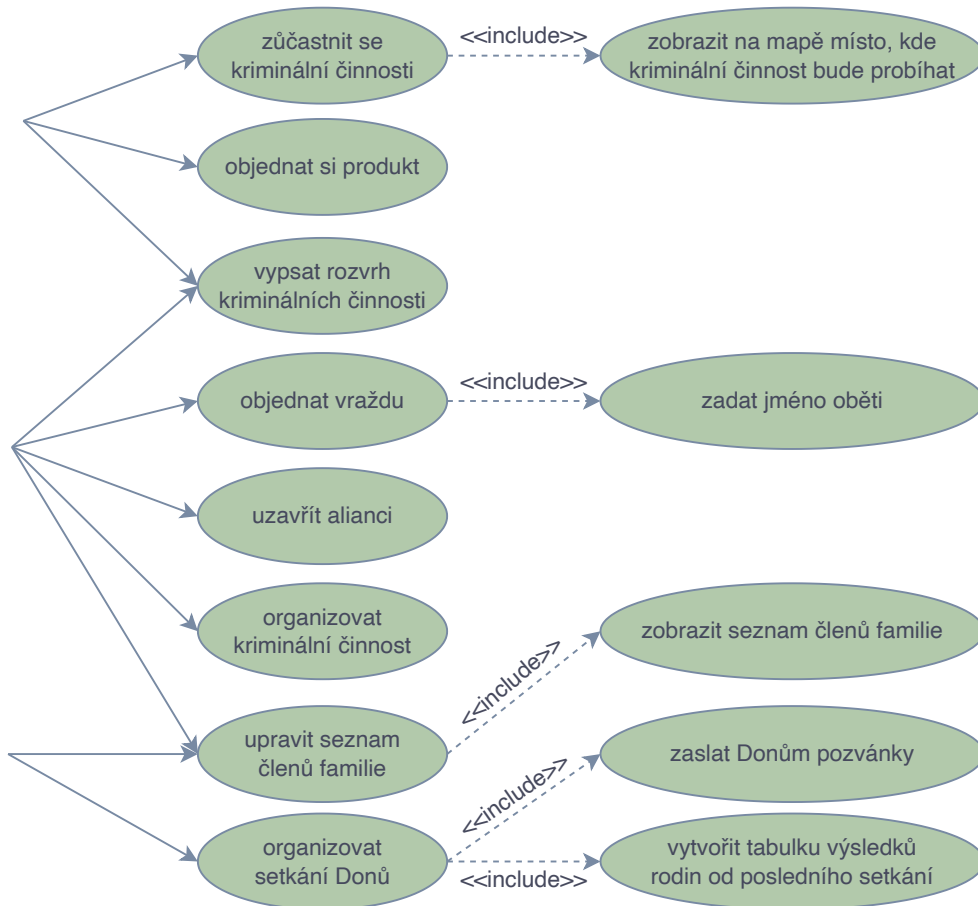 zůčastnit se
kriminální činnosti
<<include>>
zobrazit na mapě místo, kde
kriminální činnost bude probíhat
objednat si produkt
vypsat rozvrh
kriminálních činnosti
objednat vraždu
<<include>>
zadat jméno oběti
uzavřít alianci
organizovat
kriminální činnost
zobrazit seznam členů familie
<<include>>
upravit seznam
členů familie
zaslat Donům pozvánky
<<include>>
organizovat
setkání Donů
<<include>>
vytvořit tabulku výsledků
rodin od posledního setkání